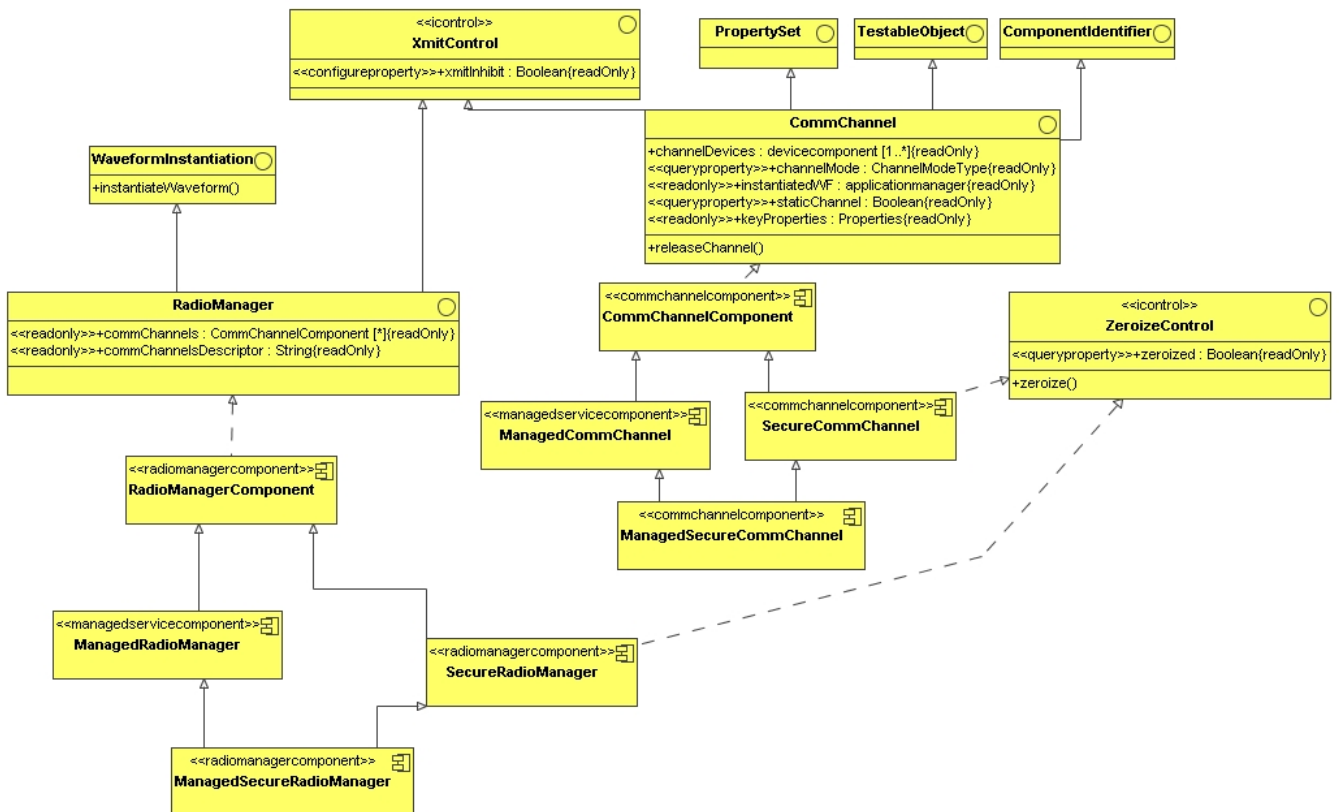 <<icontrol>>
XmitControl
<<configureproperty>>+xmitInhibit : Boolean{readOnly}
PropertySet
TestableObject
ComponentIdentifier
CommChannel
+channelDevices : devicecomponent [1..*]{readOnly}
<<queryproperty>>+channelMode : ChannelModeType{readOnly}
<<readonly>>+instantiatedWF : applicationmanager{readOnly}
<<queryproperty>>+staticChannel : Boolean{readOnly}
<<readonly>>+keyProperties : Properties{readOnly}
+releaseChannel()
WaveformInstantiation
+instantiateWaveform()
RadioManager
<<readonly>>+commChannels : CommChannelComponent [*]{readOnly}
<<readonly>>+commChannelsDescriptor : String{readOnly}
<<commchannelcomponent>>
CommChannelComponent
<<icontrol>>
ZeroizeControl
<<queryproperty>>+zeroized : Boolean{readOnly}
+zeroize()
<<managedservicecomponent>>
ManagedCommChannel
<<commchannelcomponent>>
SecureCommChannel
<<radiomanagercomponent>>
RadioManagerComponent
<<commchannelcomponent>>
ManagedSecureCommChannel
<<managedservicecomponent>>
ManagedRadioManager
<<radiomanagercomponent>>
SecureRadioManager
<<radiomanagercomponent>>
ManagedSecureRadioManager